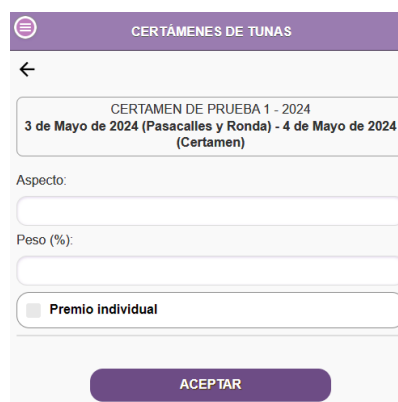 CERTÁMENES DE TUNAS
CERTAMEN DE PRUEBA 1 - 2024
3 de Mayo de 2024 (Pasacalles y Ronda) - 4 de Mayo de 2024
(Certamen)
Aspecto:
Peso (%):
Premio individual
ACEPTAR